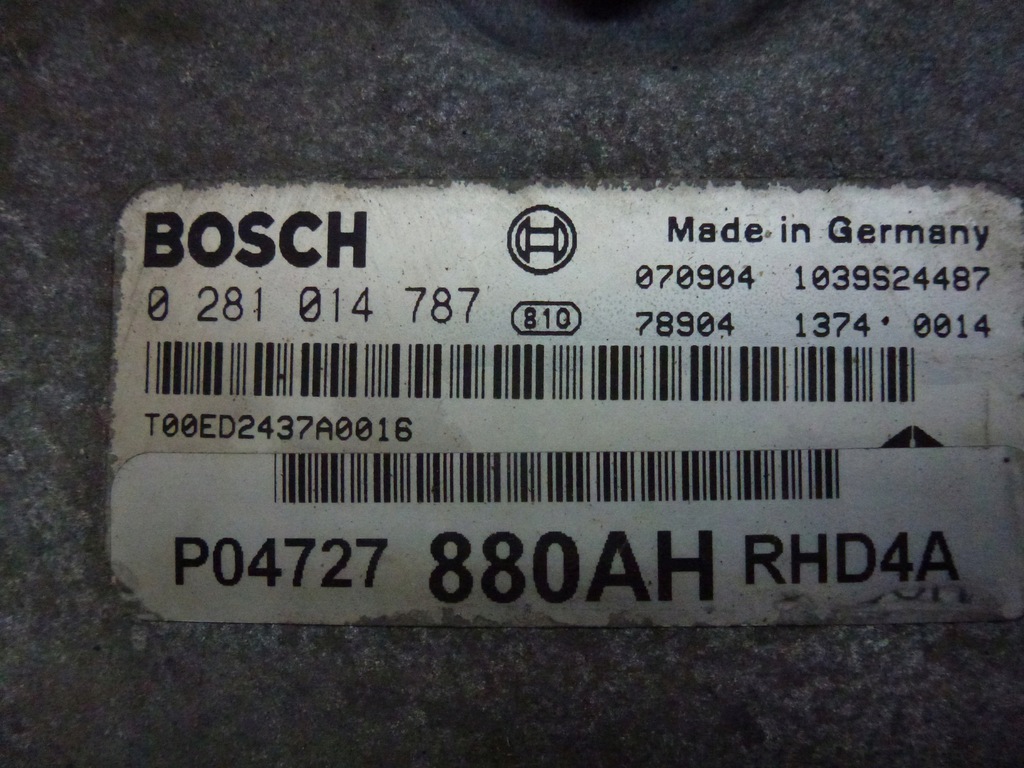 BOSCH
Made in Germany
0 281 014 787
810
070904 1039S24487
78904 1374 0014
T00ED2437A0016
P04727 880AH RHD4A